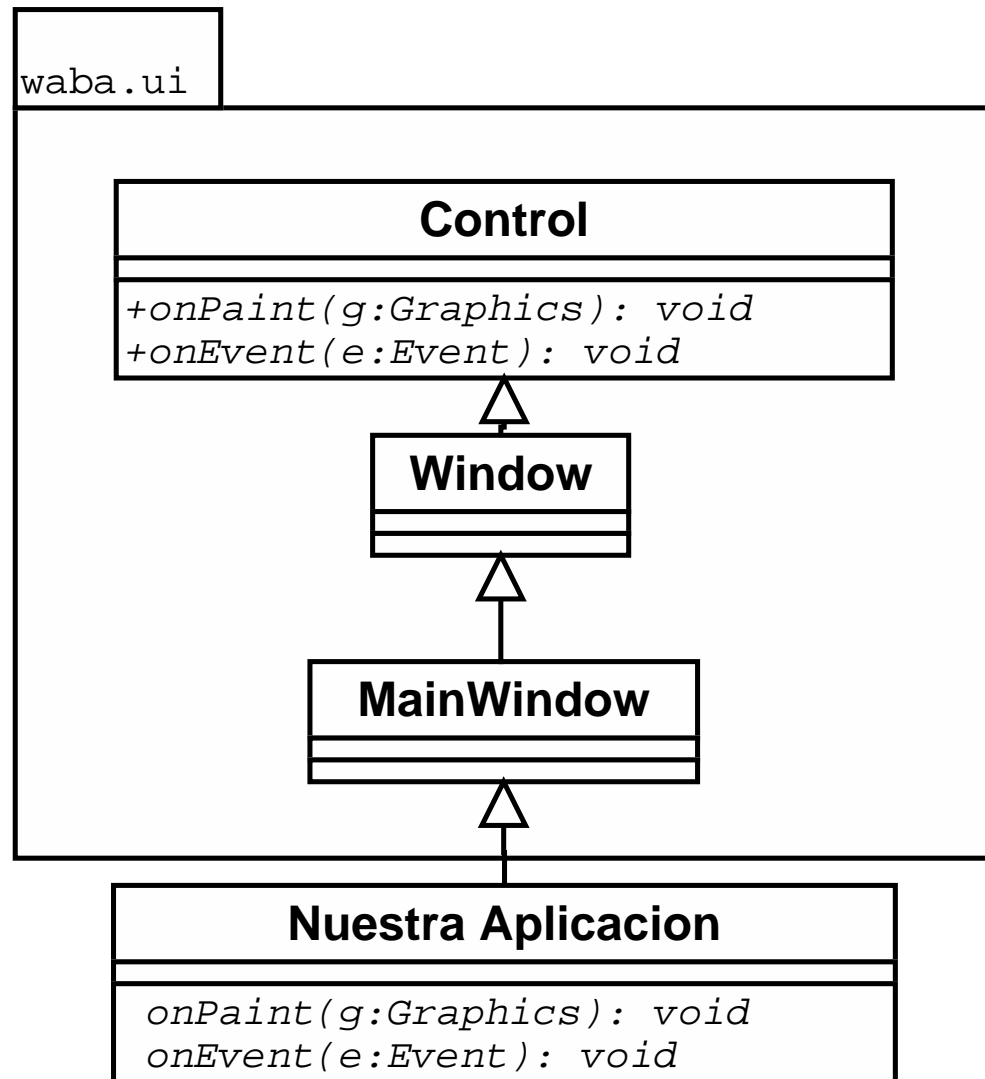 waba.ui
Control
+onPaint(g:Graphics): void
+onEvent(e:Event): void
Window
MainWindow
Nuestra Aplicacion
onPaint(g:Graphics): void
onEvent(e:Event): void